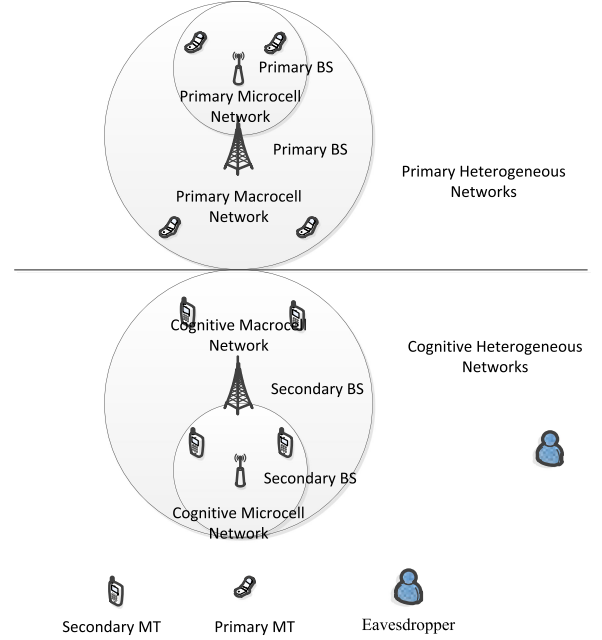 Primary BS
Primary Microcell
Network
Primary BS
Primary Macrocell
Network
Primary Heterogeneous
Networks
Cognitive Macrocell
Network
Cognitive Heterogeneous
Networks
Secondary BS
Secondary BS
Cognitive Microcell
Network
Secondary MT
Primary MT
Eavesdropper